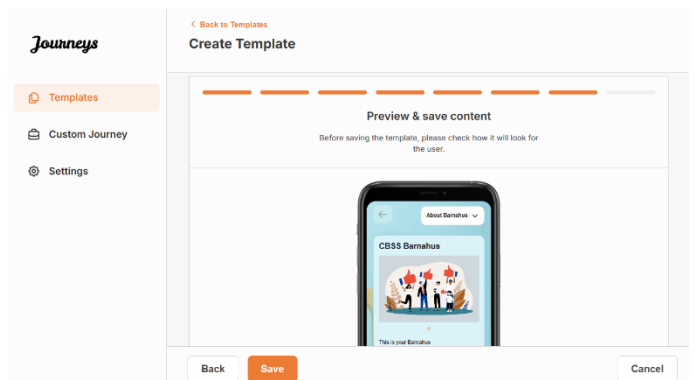 Journeys
Templates
Custom Journey
Settings
< Back to Templates
Create Template
Preview & save content
Before saving the template, please check how it will look for
the user.
About Barnahus
CBSS Barnahus
This is your Barnahus
Back
Save
Cancel